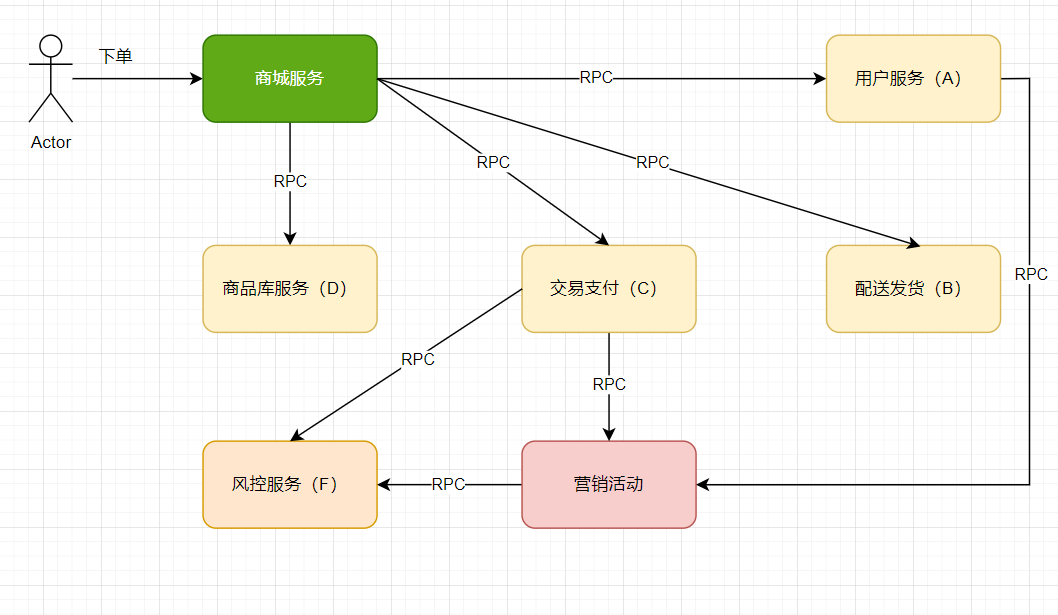 下单
商城服务
RPC
用户服务（A）
Actor
RPC
RPC
RPC
商品库服务（D）
交易支付（C）
配送发货（B）
RPC
RPC
RPC
风控服务（F）
RPC
营销活动